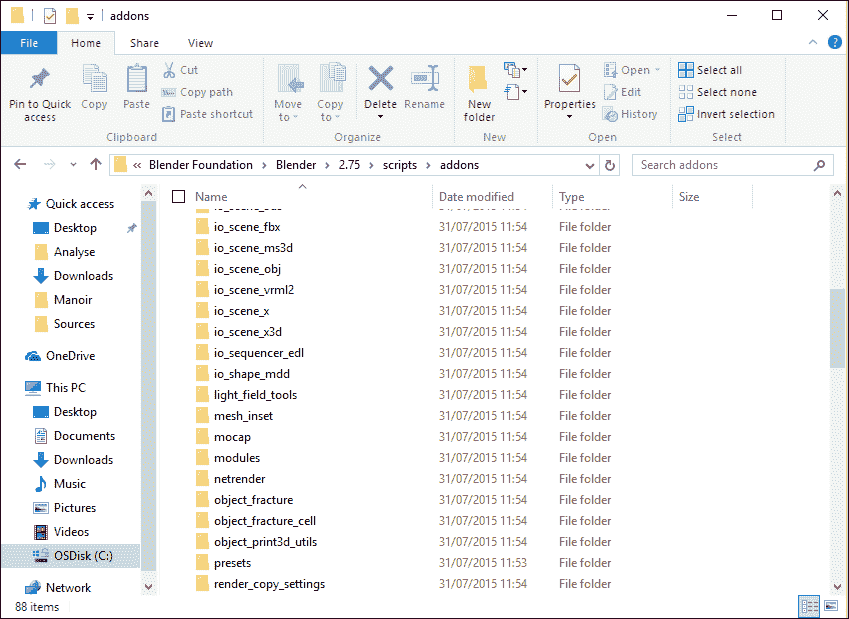 addons
File Home Share View
Pin to Quick access
Copy
Paste
Cut
Copy path
Paste shortcut
Clipboard
Move to
Copy to
Delete
Rename
Organize
New folder
New
Properties
Open
Edit
History
Open
Select all
Select none
Invert selection
Select
« Blender Foundation > Blender > 2.75 > scripts > addons
Search addons
Quick access
Desktop
Analyse
Downloads
Manoir
Sources
OneDrive
This PC
Desktop
Documents
Downloads
Music
Pictures
Videos
OSDisk (C:)
Network
Name Date modified Type Size
io_scene_fbx 31/07/2015 11:54 File folder
io_scene_ms3d 31/07/2015 11:54 File folder
io_scene_obj 31/07/2015 11:54 File folder
io_scene_vrml2 31/07/2015 11:54 File folder
io_scene_x 31/07/2015 11:54 File folder
io_scene_x3d 31/07/2015 11:54 File folder
io_sequencer_edl 31/07/2015 11:54 File folder
io_shape_mdd 31/07/2015 11:54 File folder
light_field_tools 31/07/2015 11:54 File folder
mesh_inset 31/07/2015 11:54 File folder
mocap 31/07/2015 11:54 File folder
modules 31/07/2015 11:54 File folder
netrender 31/07/2015 11:54 File folder
object_fracture 31/07/2015 11:54 File folder
object_fracture_cell 31/07/2015 11:54 File folder
object_print3d_utils 31/07/2015 11:54 File folder
presets 31/07/2015 11:53 File folder
render_copy_settings 31/07/2015 11:54 File folder
88 items